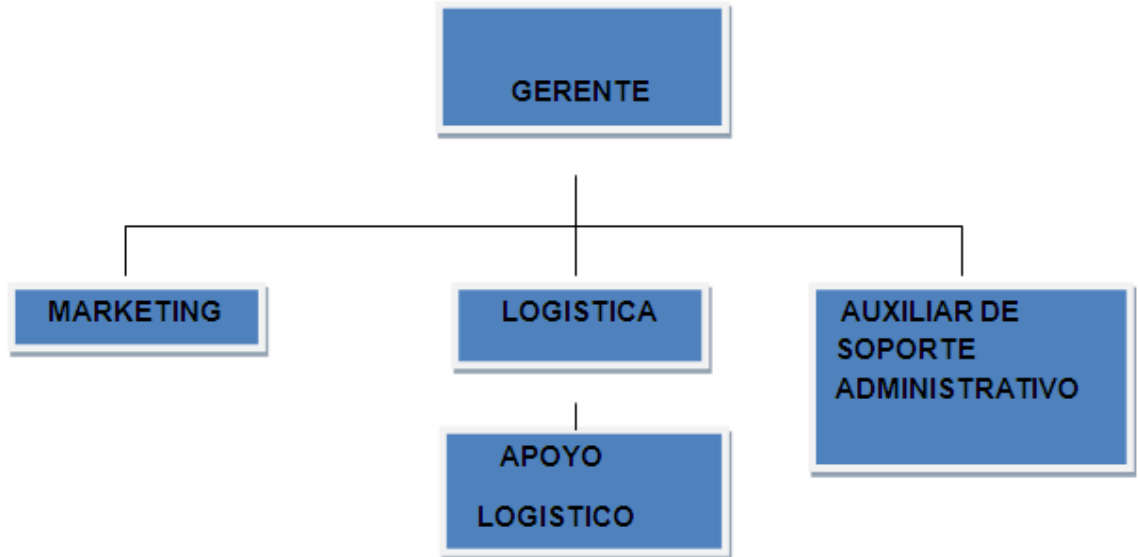 GERENTE
MARKETING
LOGISTICA
AUXILIAR DE
SOPORTE
ADMINISTRATIVO
APOYO
LOGISTICO